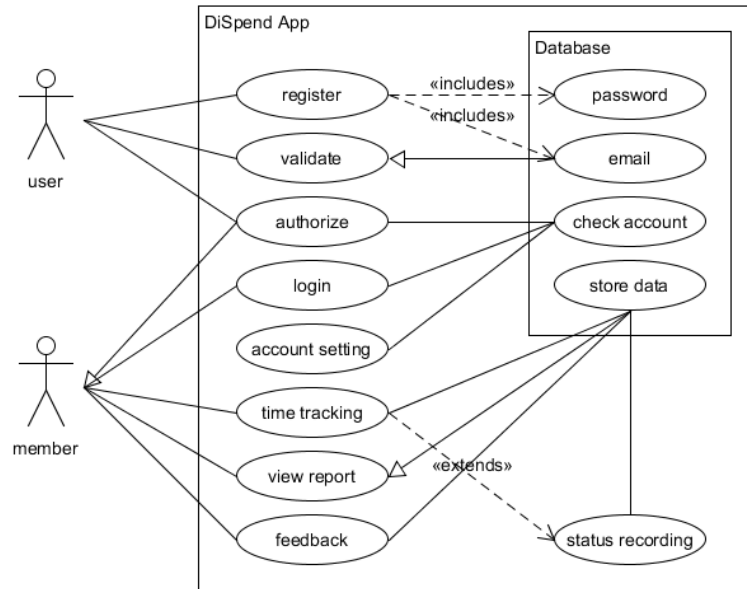 DiSpend App
Database
register
«includes»
password
«includes»
validate
email
user
authorize
check account
login
store data
account setting
time tracking
member
view report
«extends»
feedback
status recording